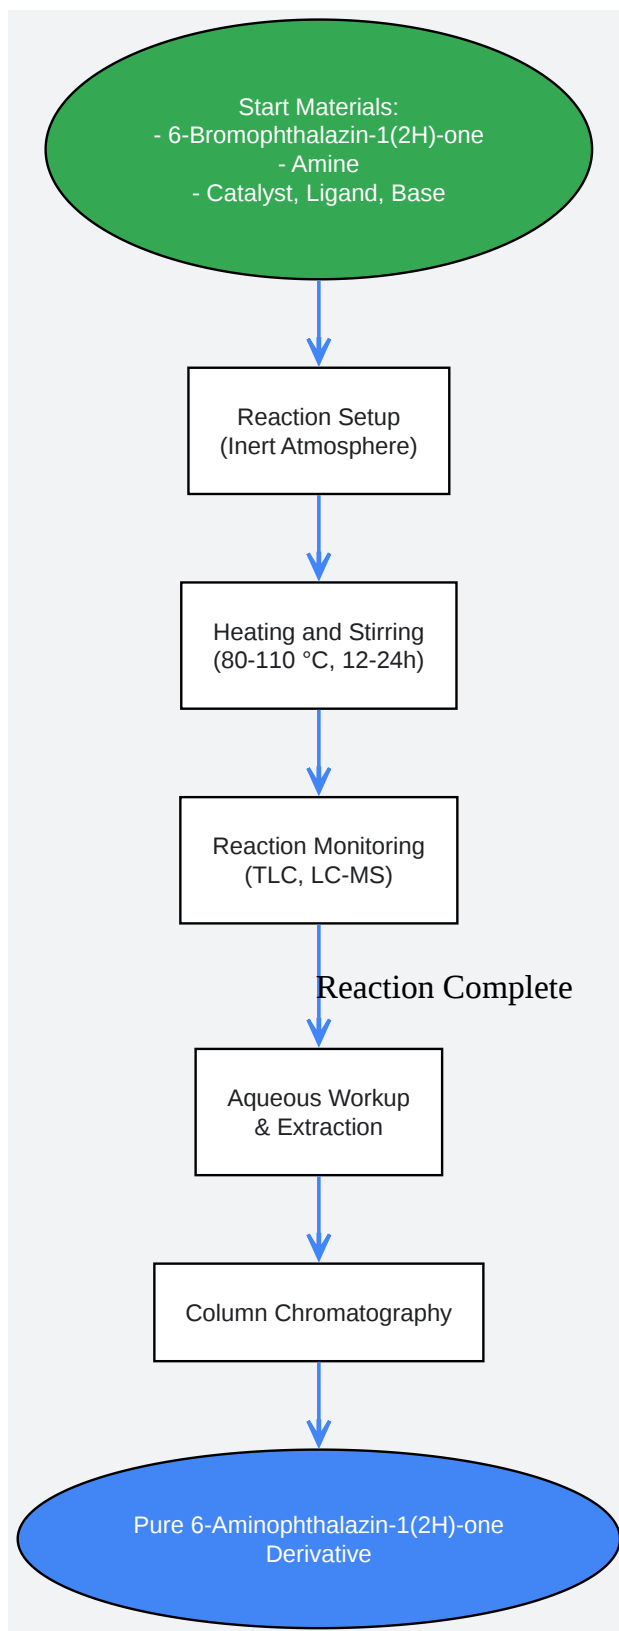 Start Materials:
- 6-Bromophthalazin-1(2H)-one
- Amine
- Catalyst, Ligand, Base
Reaction Setup
(Inert Atmosphere)
Heating and Stirring
(80-110 °C, 12-24h)
Reaction Monitoring
(TLC, LC-MS)
Reaction Complete
Aqueous Workup
& Extraction
Column Chromatography
Pure 6-Aminophthalazin-1(2H)-one
Derivative